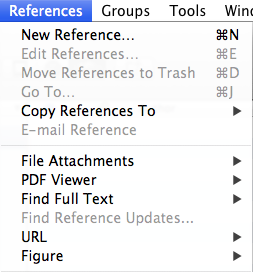 References Groups Tools
New Reference... ⌘N
Edit References... ⌘E
Move References to Trash ⌘D
Go To... ⌘J
Copy References To ▶
E-mail Reference
File Attachments ▶
PDF Viewer ▶
Find Full Text ▶
Find Reference Updates...
URL ▶
Figure ▶